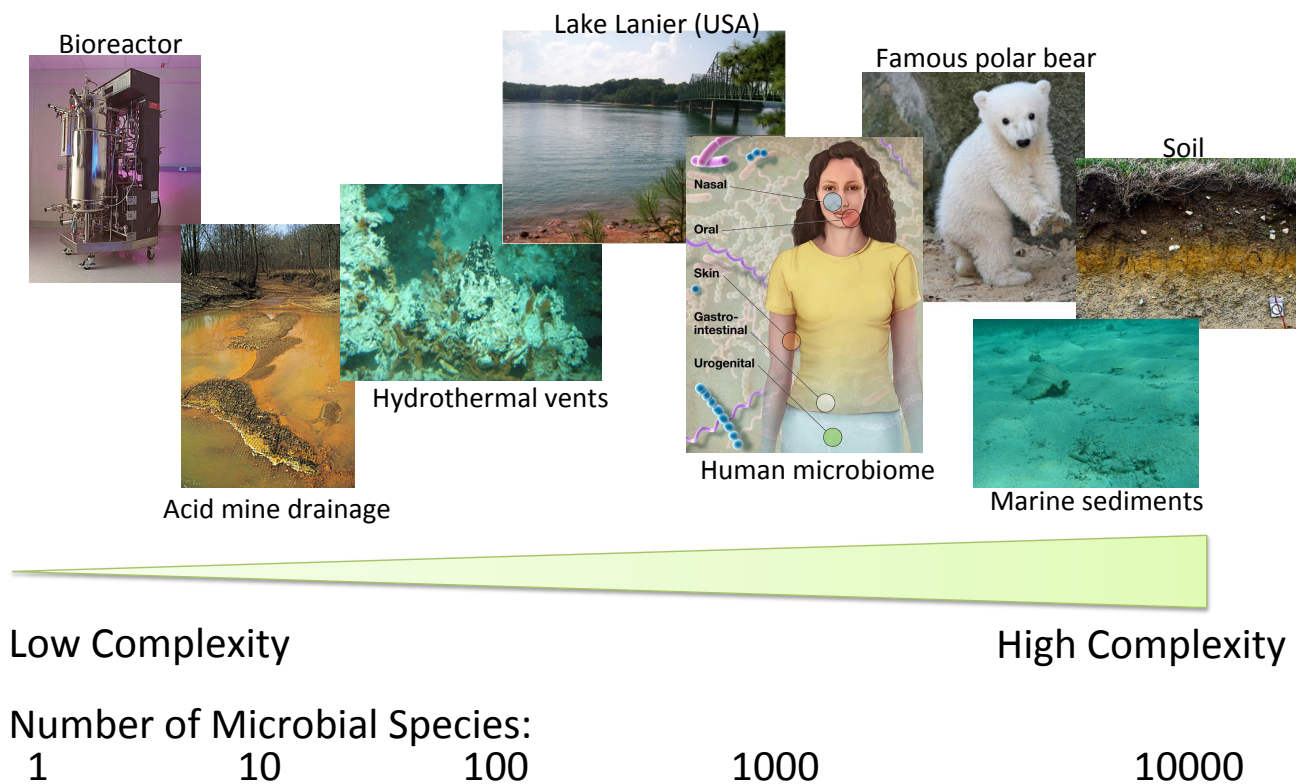 Lake Lanier (USA)
Bioreactor
Famous polar bear
Soil
Nasal
Oral
Skin
Gastro-
intestinal
Urogenital
Hydrothermal vents
Human microbiome
Marine sediments
Acid mine drainage
Low Complexity
High Complexity
Number of Microbial Species:
1 10 100 1000 10000